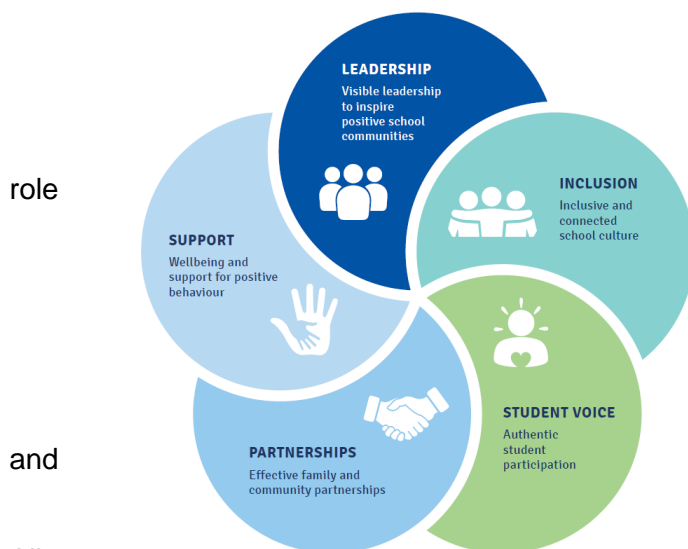 LEADERSHIP
Visible leadership
to inspire
positive school
communities
role
INCLUSION
Inclusive and
connected
school culture
SUPPORT
Wellbeing and
support for positive
behaviour
STUDENT VOICE
Authentic
student
participation
and
PARTNERSHIPS
Effective family and
community partnerships